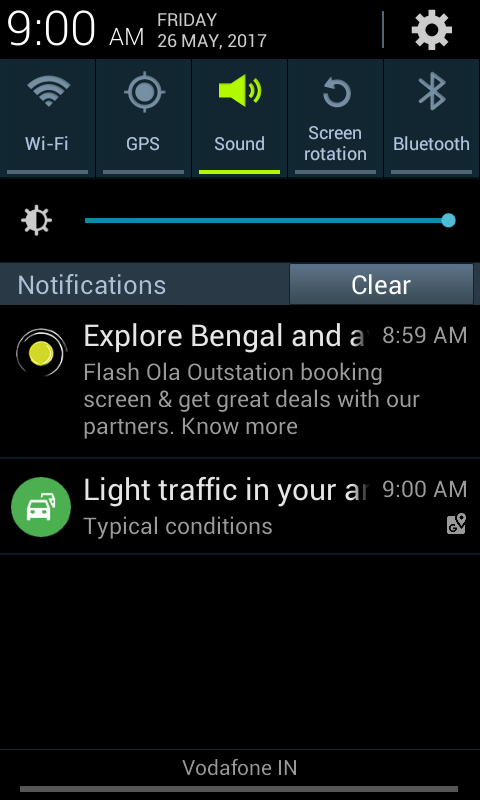 9:00 AM
FRIDAY
26 MAY, 2017
Wi-Fi
GPS
Sound
Screen
rotation
Bluetooth
Notifications
Clear
Explore Bengal and a
8:59 AM
Flash Ola Outstation booking
screen & get great deals with our
partners. Know more
Light traffic in your ar
9:00 AM
Typical conditions
G
Vodafone IN